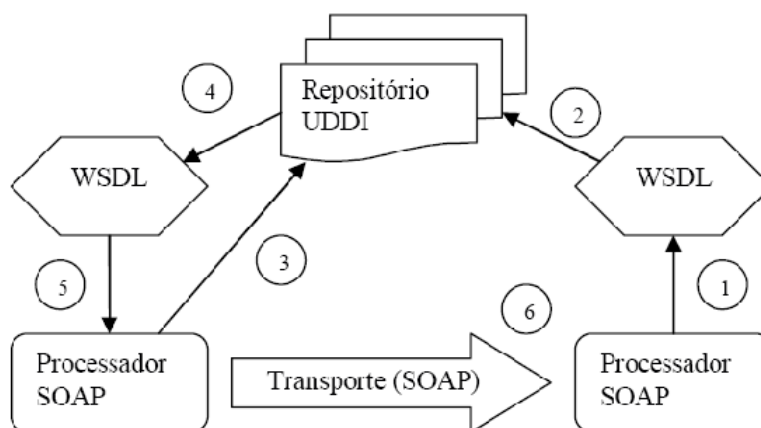 Repositório
UDDI
4
2
WSDL
WSDL
3
5
1
6
Processador
SOAP
Transporte (SOAP)
Processador
SOAP